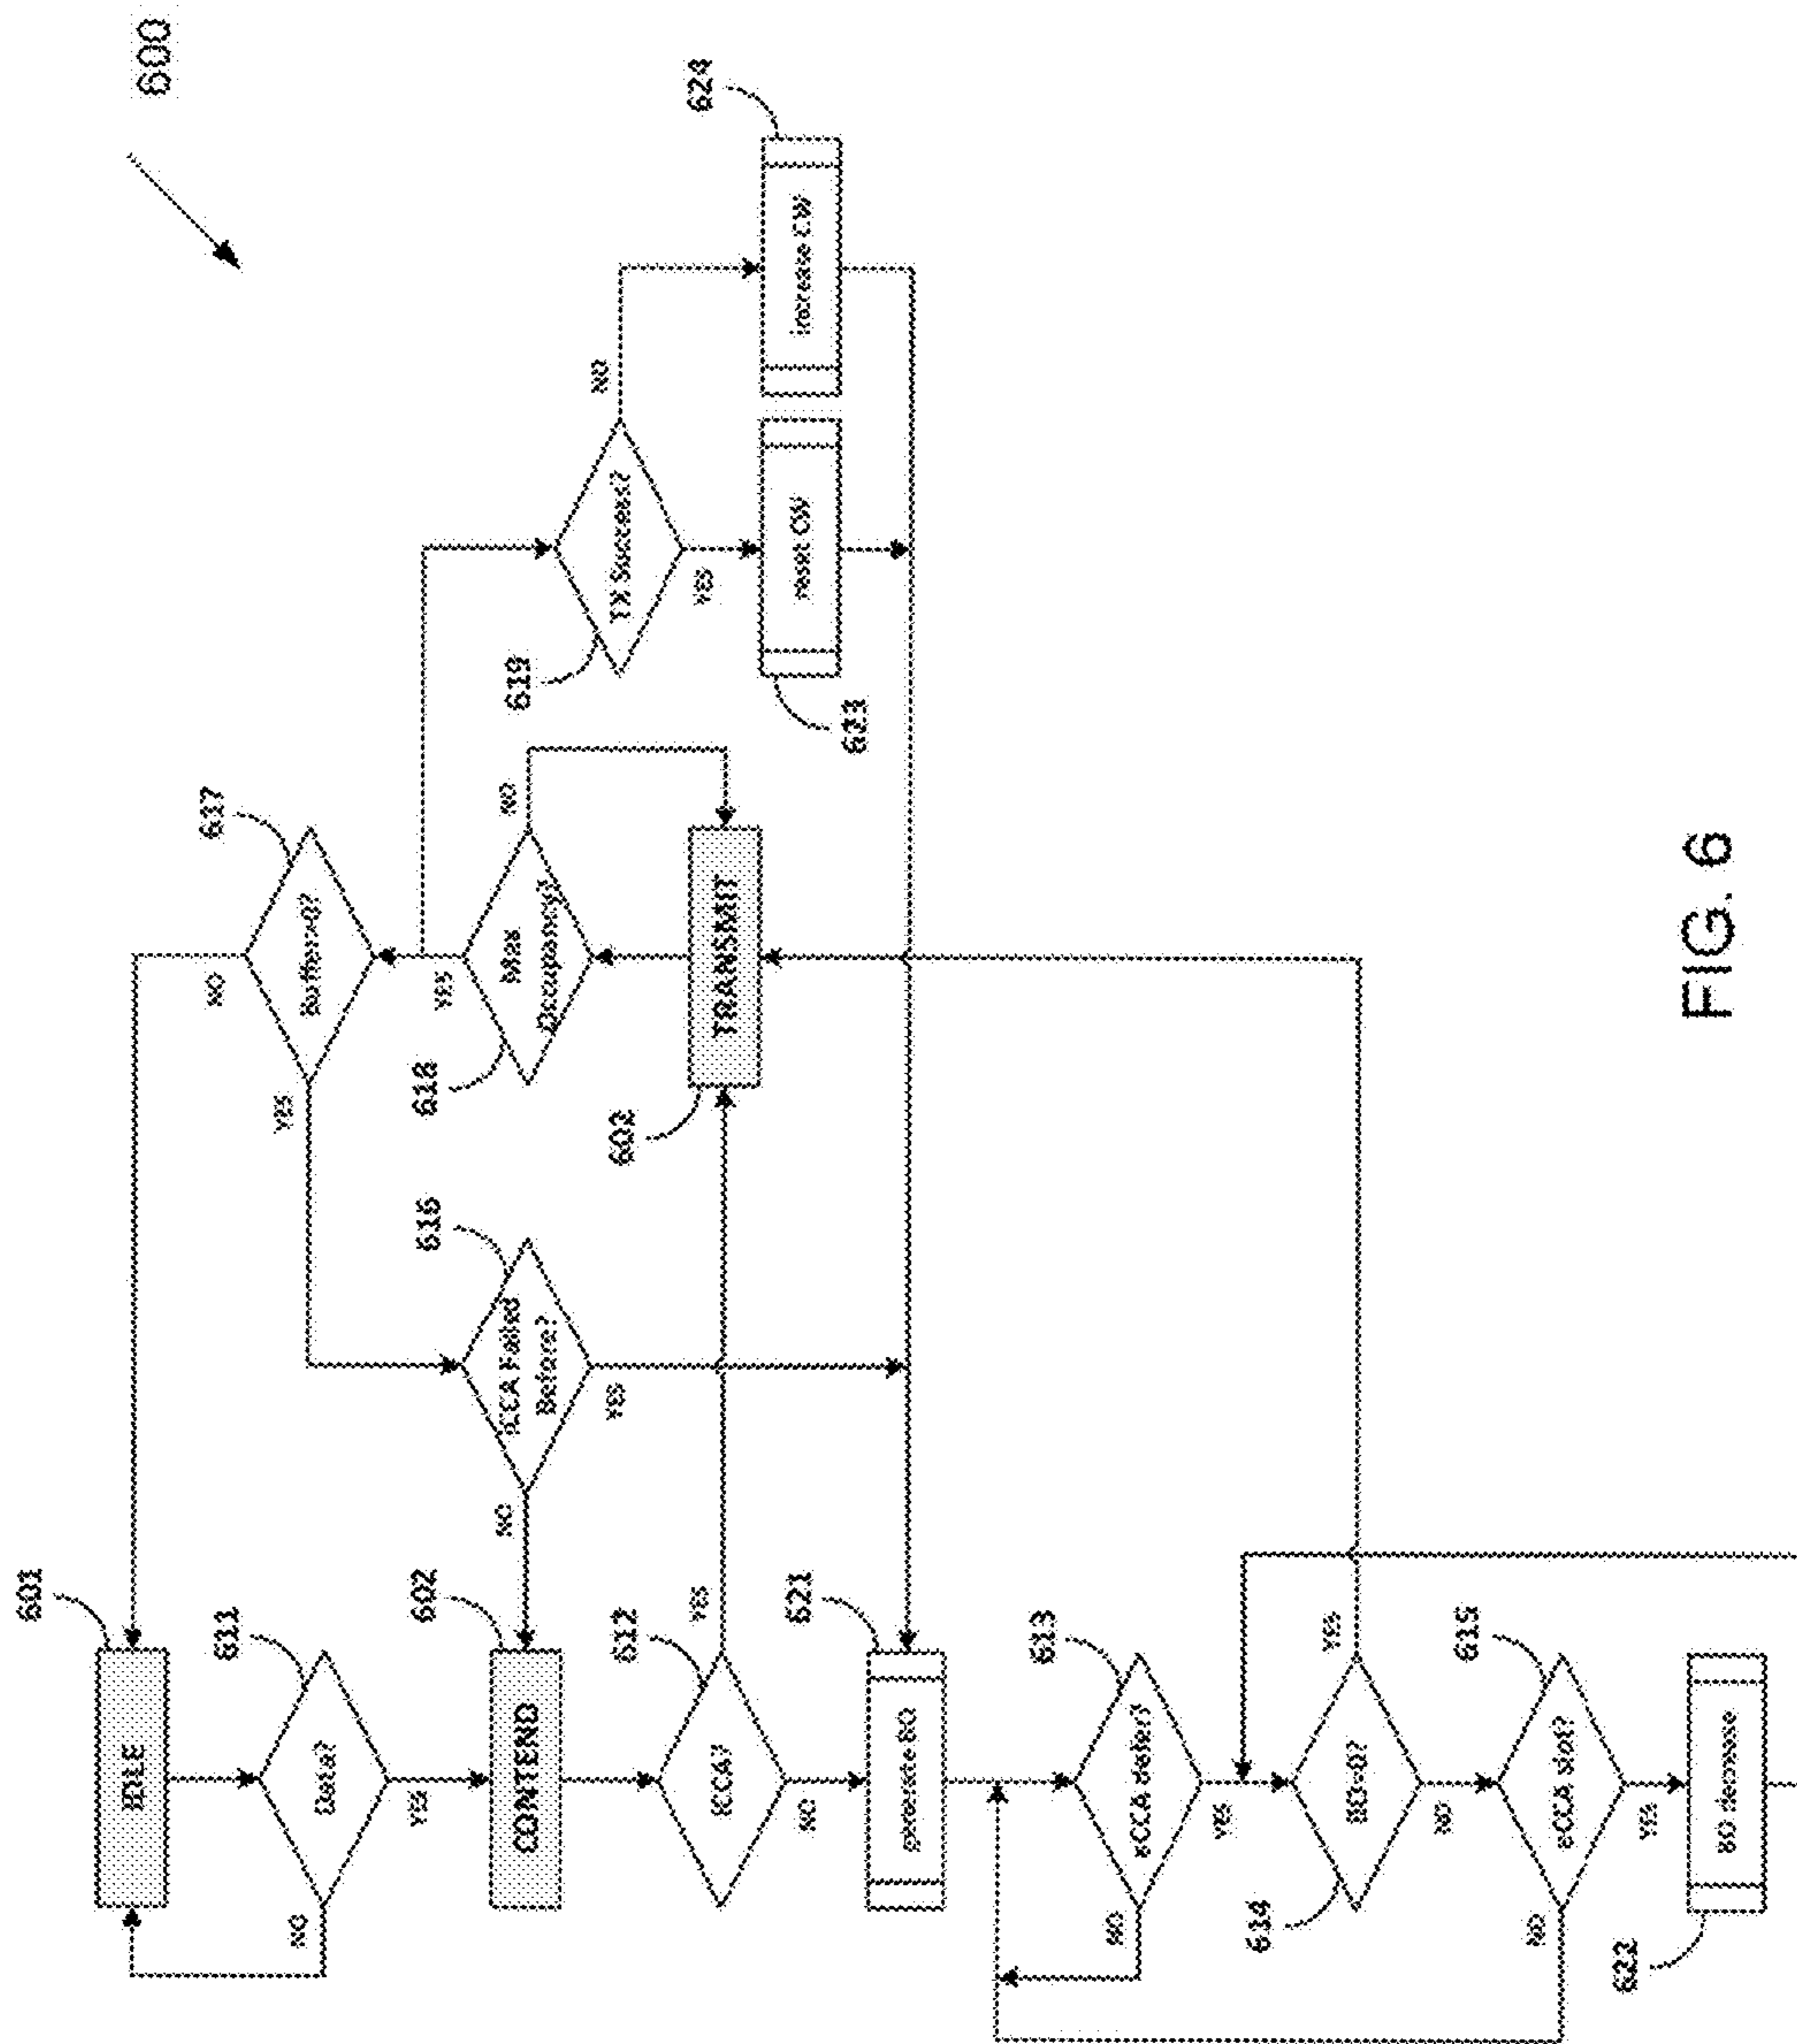 601
600
IDLE
617
NO
611
NO
Data?
YES
Buffer>0?
YES
602
616
618
YES
CONTEND
NO
iCCA Failed
Before?
Max
Occupancy?
NO
619
NO
612
YES
603
TX Success?
624
iCCA?
YES
TRANSMIT
YES
NO
621
reset CW
increase CW
623
generate BO
613
NO
eCCA defer?
YES
614
BO=0?
YES
NO
615
NO
eCCA slot?
YES
622
BO decrease
FIG. 6